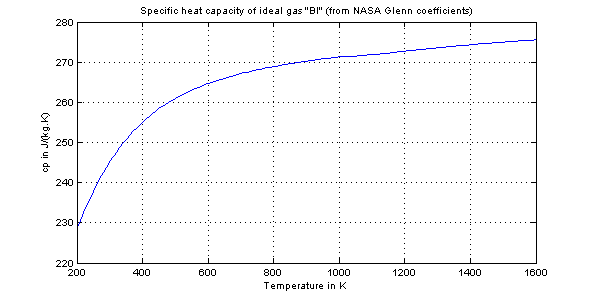 Specific heat capacity of ideal gas "BI" (from NASA Glenn coefficients)
280
270
260
250
240
230
220
cp in J/(kg.K)
200 400 600 800 1000 1200 1400 1600
Temperature in K